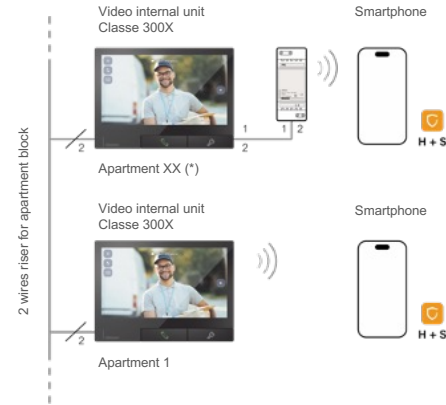 Video internal unit
Classe 300X
Smartphone
1
2
1 2
2
H + S
Apartment XX (*)
2 wires riser for apartment block
Video internal unit
Classe 300X
Smartphone
2
H + S
Apartment 1